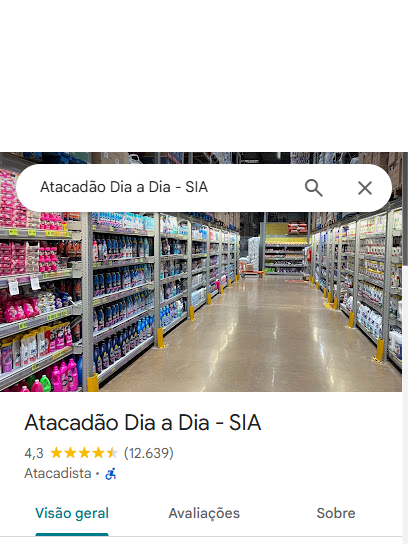 Atacadão Dia a Dia - SIA
Atacadão Dia a Dia - SIA
4,3 (12.639)
Atacadista ·
Visão geral Avaliações Sobre